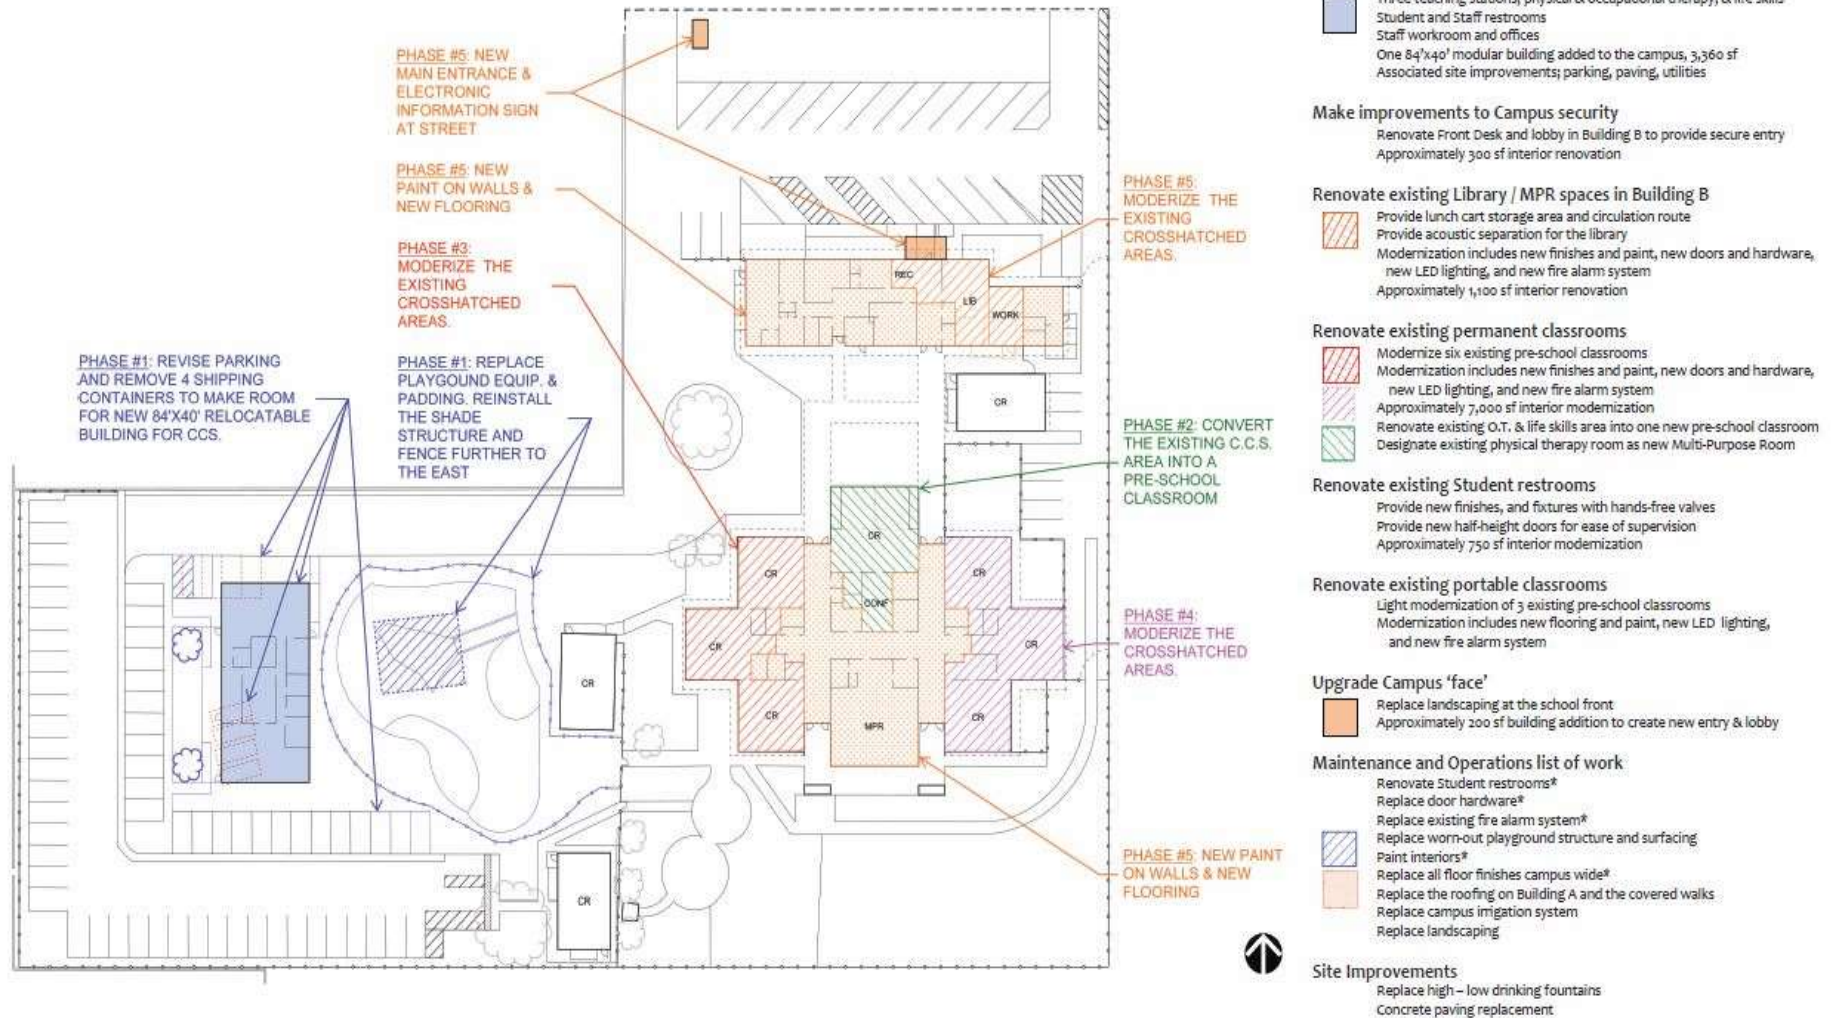 PHASE #5: NEW
MAIN ENTRANCE &
ELECTRONIC
INFORMATION SIGN
AT STREET
PHASE #5: NEW
PAINT ON WALLS &
NEW FLOORING
PHASE #3:
MODERIZE THE
EXISTING
CROSSHATCHED
AREAS.
PHASE #1: REVISE PARKING
AND REMOVE 4 SHIPPING
CONTAINERS TO MAKE ROOM
FOR NEW 84'X40' RELOCATABLE
BUILDING FOR CCS.
PHASE #1: REPLACE
PLAYGOUND EQUIP. &
PADDING. REINSTALL
THE SHADE
STRUCTURE AND
FENCE FURTHER TO
THE EAST
PHASE #5:
MODERIZE THE
EXISTING
CROSSHATCHED
AREAS.
PHASE #2: CONVERT
THE EXISTING C.C.S.
AREA INTO A
PRE-SCHOOL
CLASSROOM
PHASE #4:
MODERIZE THE
CROSSHATCHED
AREAS.
PHASE #5: NEW PAINT
ON WALLS & NEW
FLOORING
REC
LIB
WORK
CR
CR
CR
CR
CONF
CR
CR
CR
CR
MPR
CR
CR
CR
Three teaching stations, physical & occupational therapy, & life skills
Student and Staff restrooms
Staff workroom and offices
One 84'x40' modular building added to the campus, 3,360 sf
Associated site improvements; parking, paving, utilities
Make improvements to Campus security
Renovate Front Desk and lobby in Building B to provide secure entry
Approximately 300 sf interior renovation
Renovate existing Library / MPR spaces in Building B
Provide lunch cart storage area and circulation route
Provide acoustic separation for the library
Modernization includes new finishes and paint, new doors and hardware,
new LED lighting, and new fire alarm system
Approximately 1,100 sf interior renovation
Renovate existing permanent classrooms
Modernize six existing pre-school classrooms
Modernization includes new finishes and paint, new doors and hardware,
new LED lighting, and new fire alarm system
Approximately 7,000 sf interior modernization
Renovate existing O.T. & life skills area into one new pre-school classroom
Designate existing physical therapy room as new Multi-Purpose Room
Renovate existing Student restrooms
Provide new finishes, and fixtures with hands-free valves
Provide new half-height doors for ease of supervision
Approximately 750 sf interior modernization
Renovate existing portable classrooms
Light modernization of 3 existing pre-school classrooms
Modernization includes new flooring and paint, new LED lighting,
and new fire alarm system
Upgrade Campus 'face'
Replace landscaping at the school front
Approximately 200 sf building addition to create new entry & lobby
Maintenance and Operations list of work
Renovate Student restrooms*
Replace door hardware*
Replace existing fire alarm system*
Replace worn-out playground structure and surfacing
Paint interiors*
Replace all floor finishes campus wide*
Replace the roofing on Building A and the covered walks
Replace campus irrigation system
Replace landscaping
Site Improvements
Replace high – low drinking fountains
Concrete paving replacement